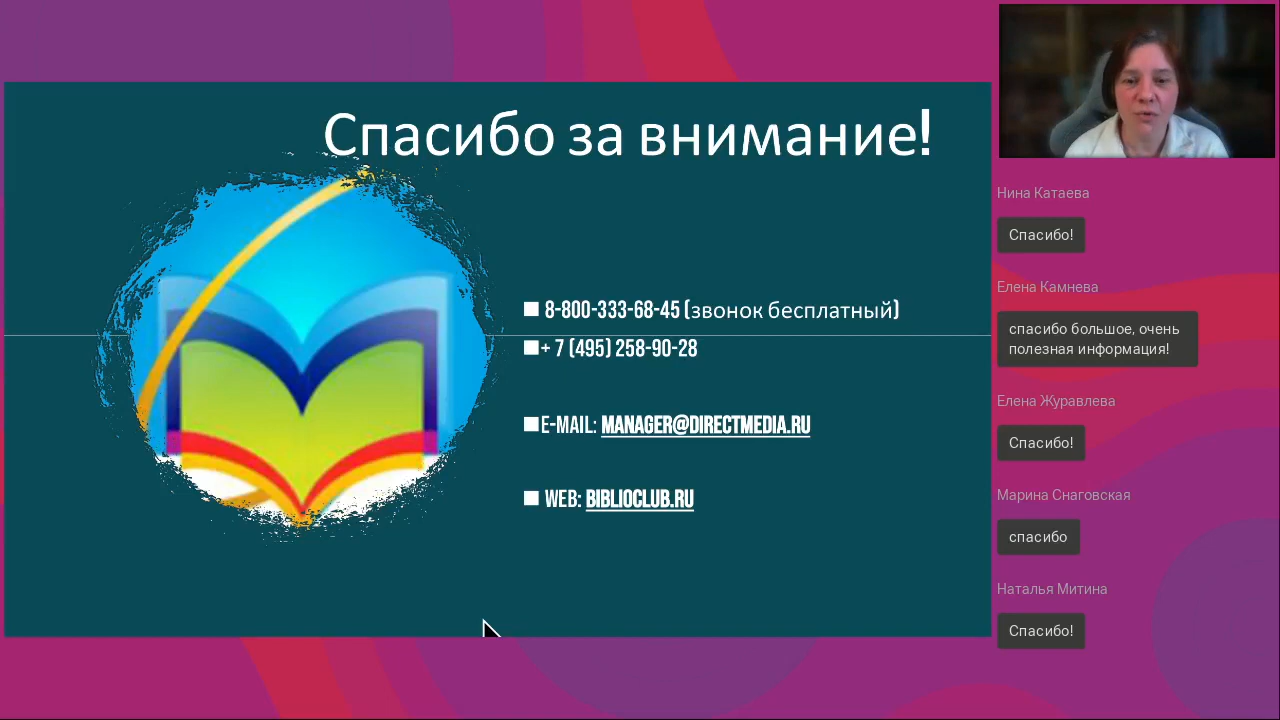 Спасибо за внимание!
8-800-333-68-45 (звонок бесплатный)
+ 7 (495) 258-90-28
E-MAIL: MANAGER@DIRECTMEDIA.RU
WEB: BIBLIOCLUB.RU
Нина Катаева
Спасибо!
Елена Камнева
спасибо большое, очень
полезная информация!
Елена Журавлева
Спасибо!
Марина Снаговская
спасибо
Наталья Митина
Спасибо!